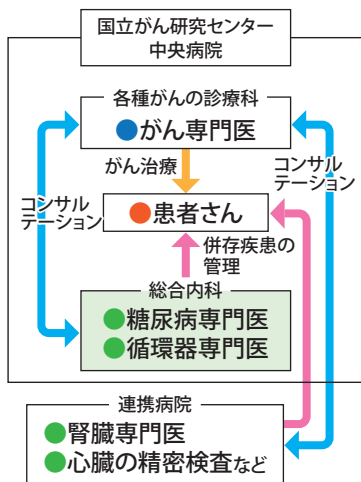 国立がん研究センター
中央病院
各種がんの診療科
●がん専門医
がん治療
コンサル
テーション
コンサル
テーション
●患者さん
併存疾患の
管理
総合内科
●糖尿病専門医
●循環器専門医
連携病院
●腎臓専門医
●心臓の精密検査など